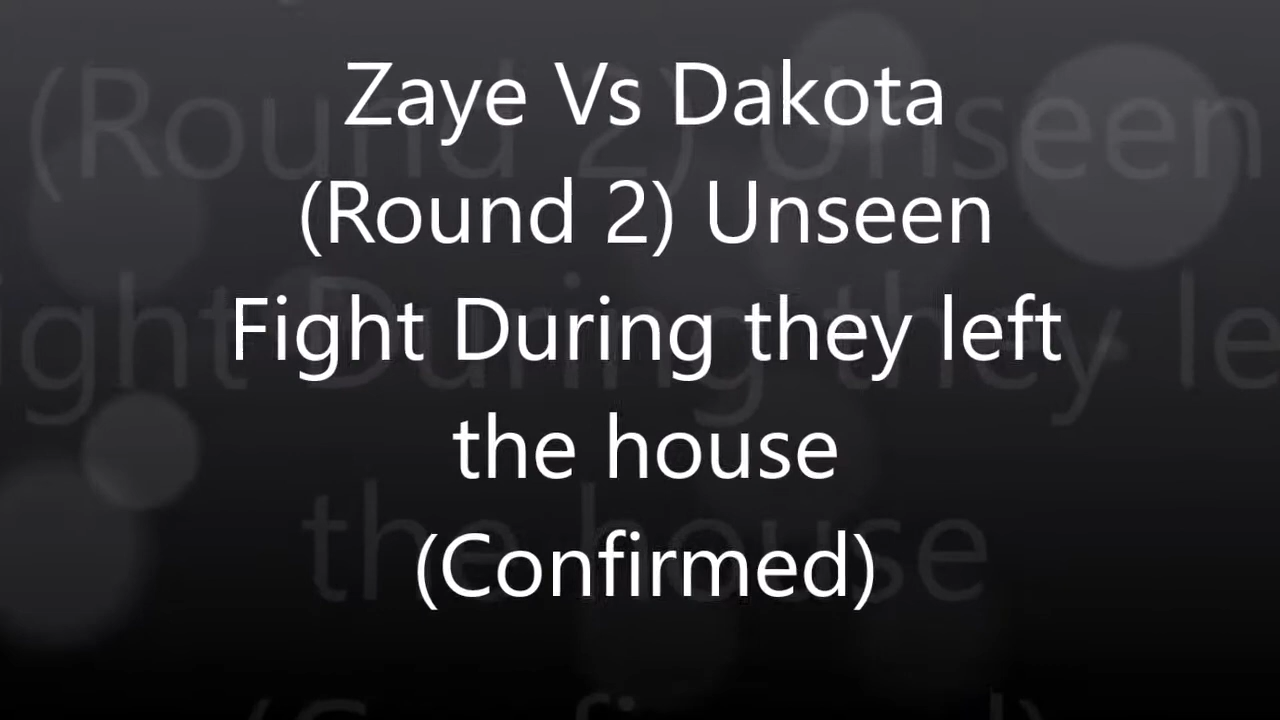 Zaye Vs Dakota
(Round 2) Unseen
Fight During they left
the house
(Confirmed)